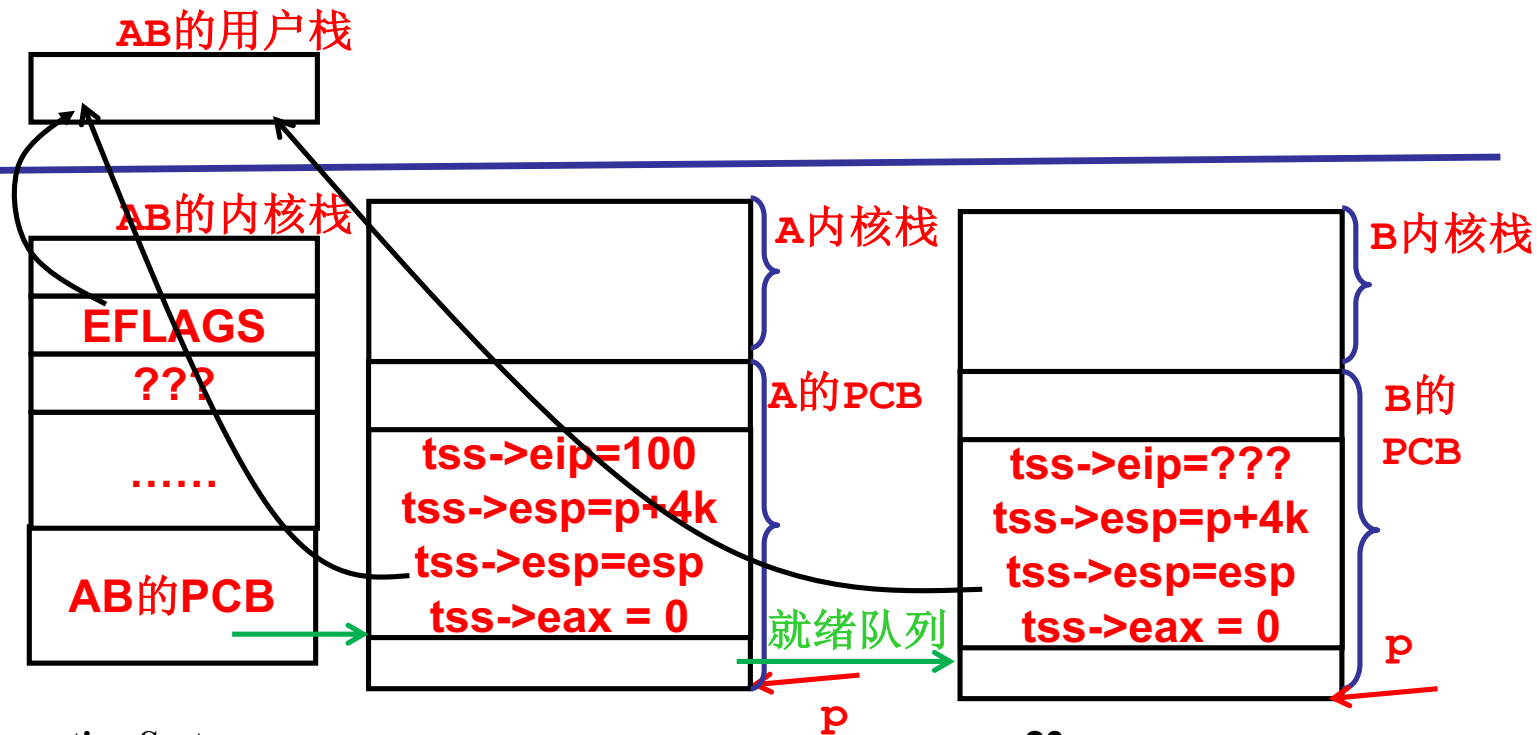 AB的用户栈
AB的内核栈
EFLAGS
???
......
AB的PCB
A内核栈
A的PCB
tss->eip=100
tss->esp=p+4k
tss->esp=esp
tss->eax = 0
就绪队列
p
B内核栈
B的
PCB
tss->eip=???
tss->esp=p+4k
tss->esp=esp
tss->eax = 0
p